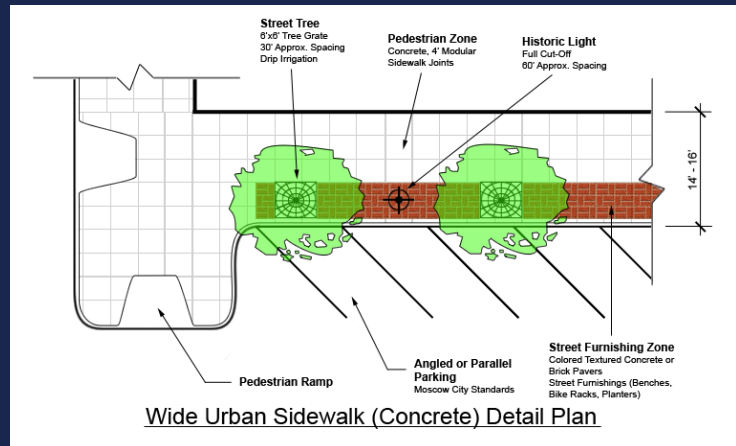 Street Tree
6'x6' Tree Grate
30' Approx. Spacing
Drip Irrigation
Pedestrian Zone
Concrete, 4' Modular
Sidewalk Joints
Historic Light
Full Cut-Off
60' Approx. Spacing
14' - 16'
Pedestrian Ramp
Angled or Parallel
Parking
Moscow City Standards
Street Furnishing Zone
Colored Textured Concrete or
Brick Pavers
Street Furnishings (Benches,
Bike Racks, Planters)
Wide Urban Sidewalk (Concrete) Detail Plan